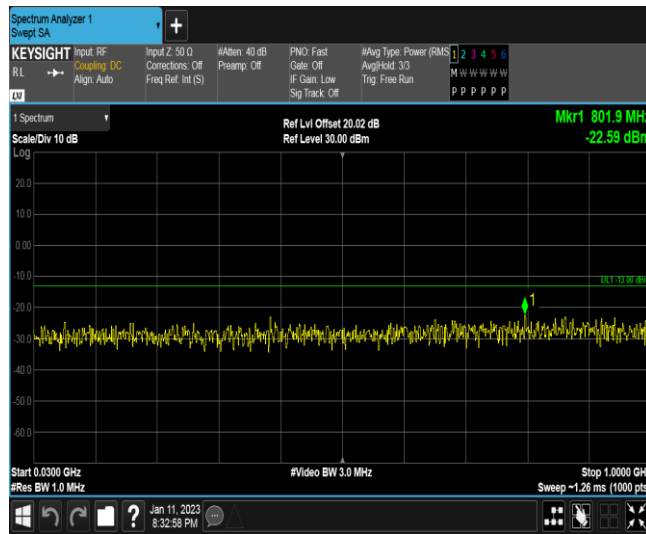 Spectrum Analyzer 1
Swept SA
+
KEYSIGHT
RL
LXI
Input: RF
Coupling: DC
Align: Auto
Input Z: 50 Ω
Corrections: Off
Freq Ref: Int (S)
#Atten: 40 dB
Preamp: Off
PNO: Fast
Gate: Off
IF Gain: Low
Sig Track: Off
#Avg Type: Power (RMS
Avg|Hold: 3/3
Trig: Free Run
1 2 3 4 5 6
M W W W W W
P P P P P P
1 Spectrum
Scale/Div 10 dB
Log
Ref Lvl Offset 20.02 dB
Ref Level 30.00 dBm
Mkr1 801.9 MHz
-22.59 dBm
20.0
10.0
0.00
-10.0
DL1 -13.00 dBm
1
-20.0
-30.0
-40.0
-50.0
-60.0
Start 0.0300 GHz
#Res BW 1.0 MHz
#Video BW 3.0 MHz
Stop 1.0000 GH
Sweep ~1.26 ms (1000 pts
?
Jan 11, 2023
8:32:58 PM